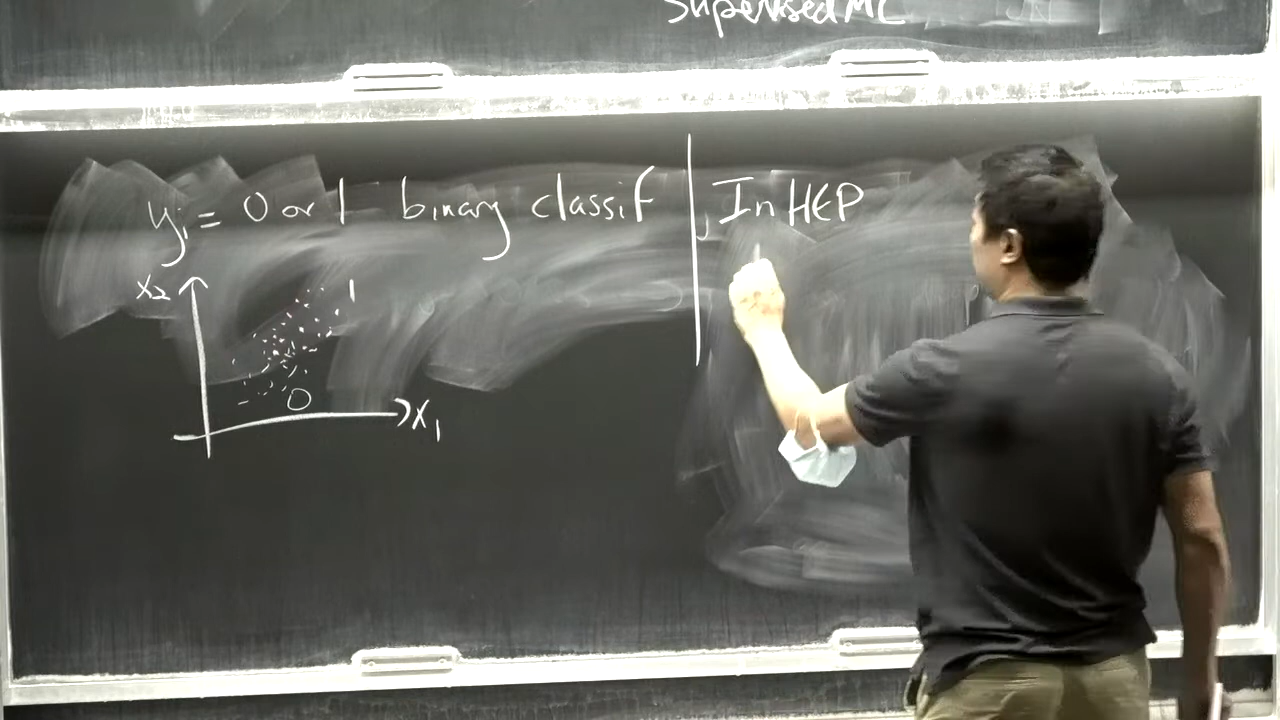 Supervised ML
yi = 0 or 1 binary classif
In HEP
x2
1
0
x1